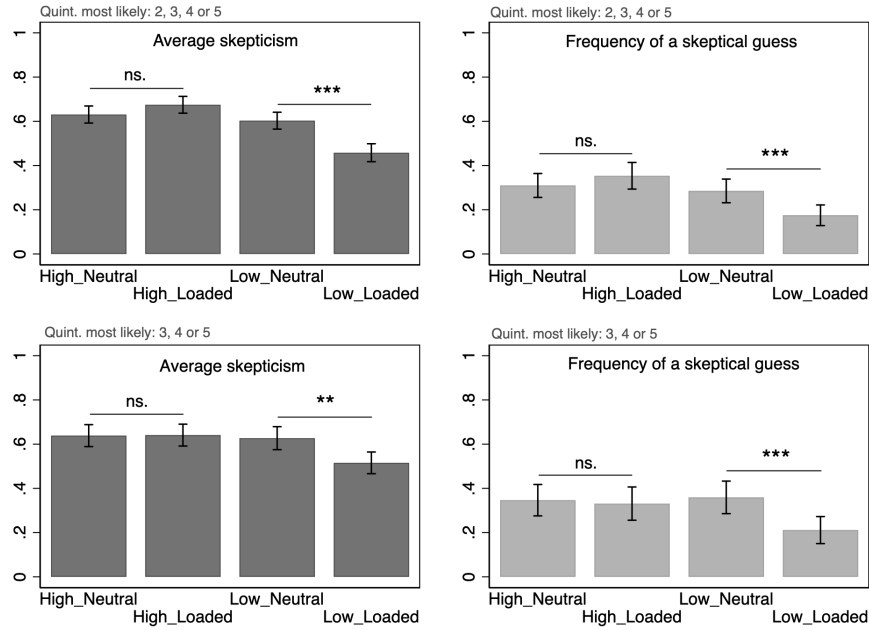 Quint. most likely: 2, 3, 4 or 5
Average skepticism
ns.
***
0 .2 .4 .6 .8 1
High_Neutral
High_Loaded
Low_Neutral
Low_Loaded
Quint. most likely: 2, 3, 4 or 5
Frequency of a skeptical guess
ns.
***
0 .2 .4 .6 .8 1
High_Neutral
High_Loaded
Low_Neutral
Low_Loaded
Quint. most likely: 3, 4 or 5
Average skepticism
ns.
**
0 .2 .4 .6 .8 1
High_Neutral
High_Loaded
Low_Neutral
Low_Loaded
Quint. most likely: 3, 4 or 5
Frequency of a skeptical guess
ns.
***
0 .2 .4 .6 .8 1
High_Neutral
High_Loaded
Low_Neutral
Low_Loaded